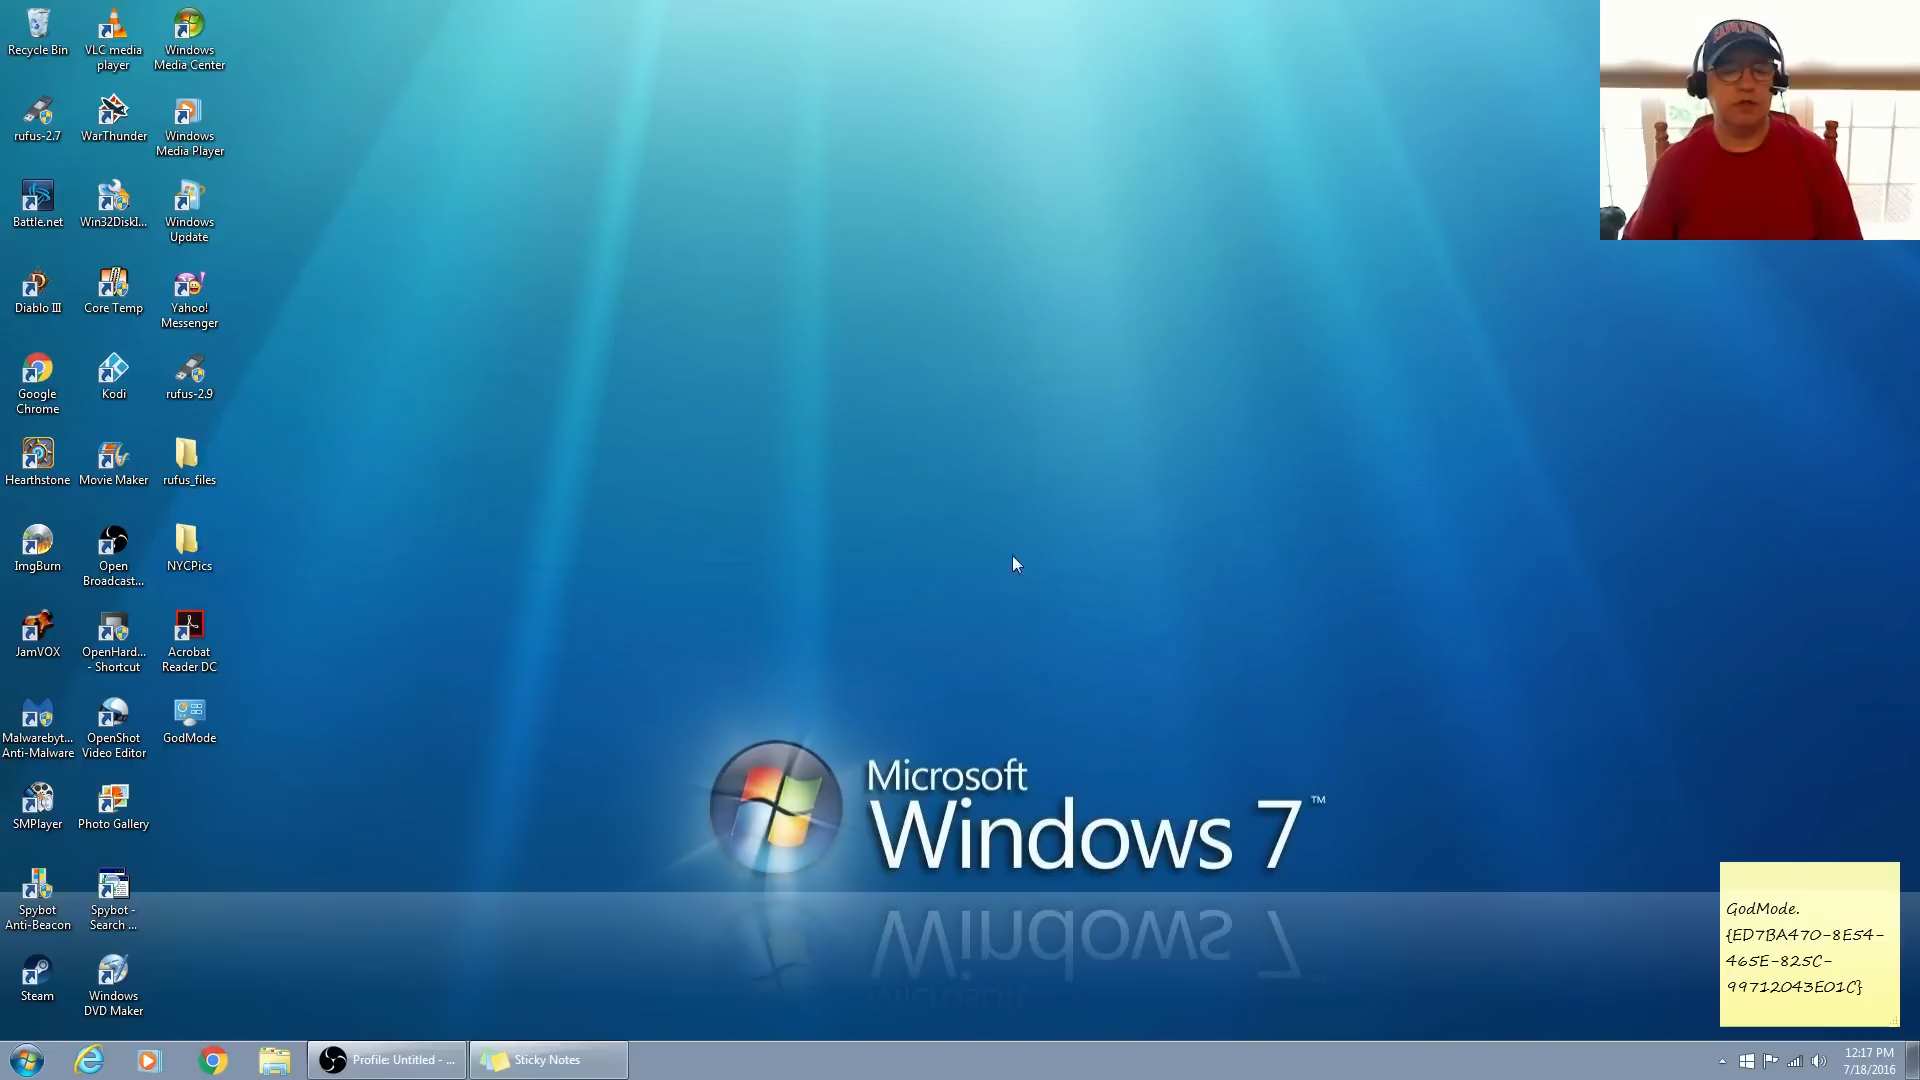 Recycle Bin
VLC media
player
Windows
Media Center
rufus-2.7
WarThunder
Windows
Media Player
Battle.net
Win32DiskI...
Windows
Update
Diablo III
Core Temp
Yahoo!
Messenger
Google
Chrome
Kodi
rufus-2.9
Hearthstone
Movie Maker
rufus_files
ImgBurn
Open
Broadcast...
NYCPics
JamVOX
OpenHard...
- Shortcut
Acrobat
Reader DC
Malwarebyt...
Anti-Malware
OpenShot
Video Editor
GodMode
SMPlayer
Photo Gallery
Spybot
Anti-Beacon
Spybot -
Search ...
Steam
Windows
DVD Maker
Microsoft
Windows 7™
GodMode.
{ED7BA470-8E54-
465E-825C-
99712043E01C}
Profile: Untitled - ...
Sticky Notes
12:17 PM
7/18/2016